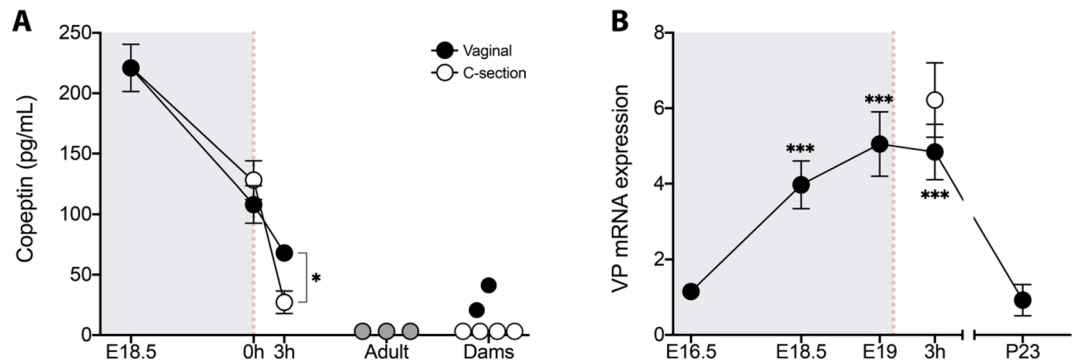 A
Copeptin (pg/mL)
250
200
150
100
50
0
Vaginal
C-section
*
E18.5 0h 3h Adult Dams
B
VP mRNA expression
8
6
4
2
0
***
***
***
E16.5 E18.5 E19 3h P23